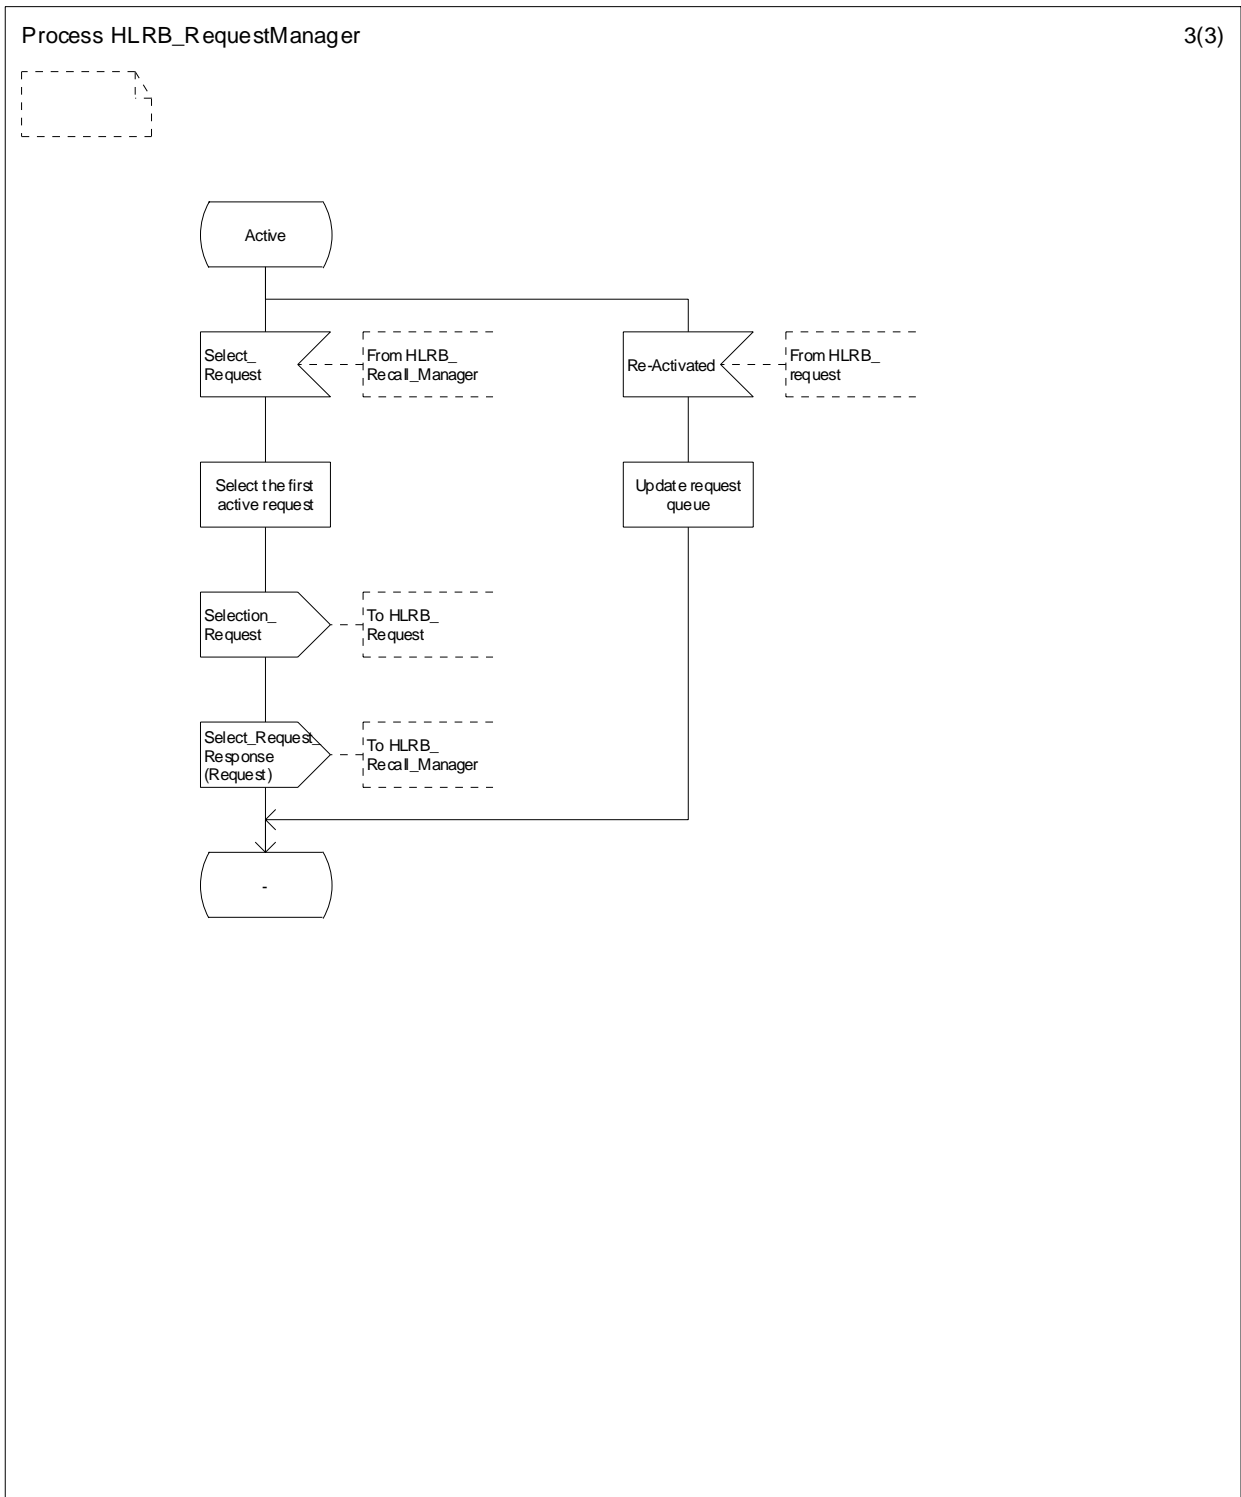 Process HLRB_RequestManager
3(3)
Active
Select_
Request
From HLRB_
Recall_Manager
Re-Activated
From HLRB_
request
Select the first
active request
Update request
queue
Selection_
Request
To HLRB_
Request
Select_Request_
Response
(Request)
To HLRB_
Recall_Manager
-